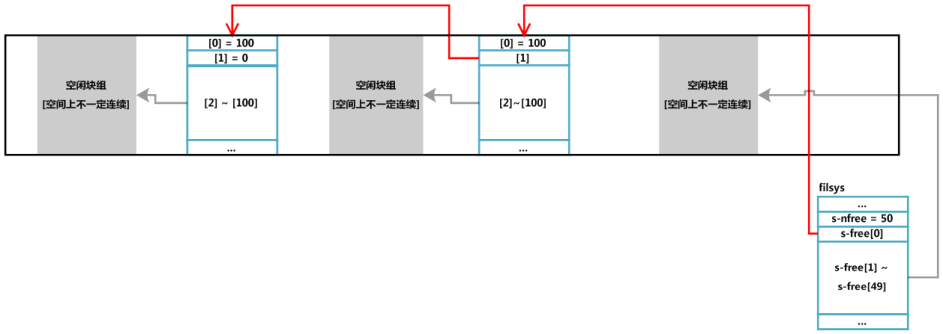 [0] = 100
[1] = 0
[2] ~ [100]
...
空闲块组
[空间上不一定连续]
[0] = 100
[1]
[2]~[100]
...
空闲块组
[空间上不一定连续]
空闲块组
[空间上不一定连续]
filsys
...
s-nfree = 50
s-free[0]
s-free[1] ~
s-free[49]
...